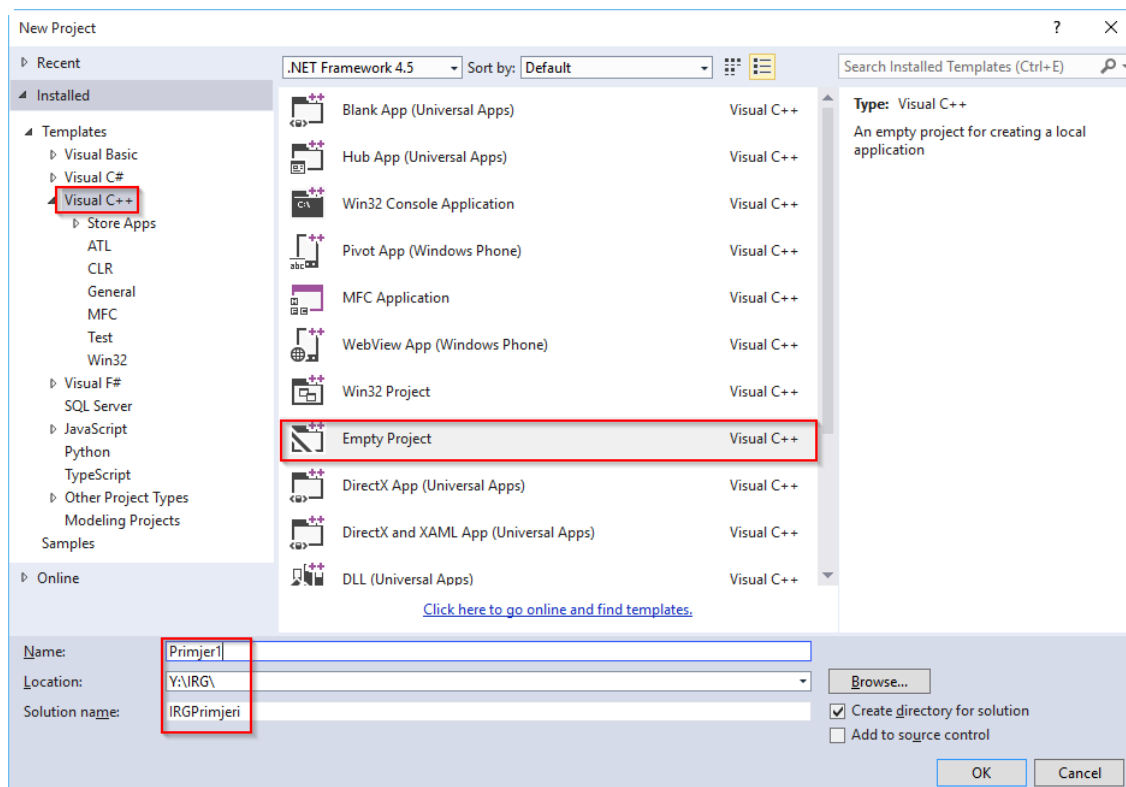 New Project
?
Recent
.NET Framework 4.5
Sort by:
Default
Search Installed Templates (Ctrl+E)
Installed
Templates
Visual Basic
Visual C#
Visual C++
Store Apps
ATL
CLR
General
MFC
Test
Win32
Visual F#
SQL Server
JavaScript
Python
TypeScript
Other Project Types
Modeling Projects
Samples
Online
Blank App (Universal Apps) Visual C++
Hub App (Universal Apps) Visual C++
Win32 Console Application Visual C++
Pivot App (Windows Phone) Visual C++
MFC Application Visual C++
WebView App (Windows Phone) Visual C++
Win32 Project Visual C++
Empty Project Visual C++
DirectX App (Universal Apps) Visual C++
DirectX and XAML App (Universal Apps) Visual C++
DLL (Universal Apps) Visual C++
Click here to go online and find templates.
Type: Visual C++
An empty project for creating a local
application
Name: Primjer1
Location: Y:\IRG\
Browse...
Solution name: IRGPrimjeri
Create directory for solution
Add to source control
OK
Cancel